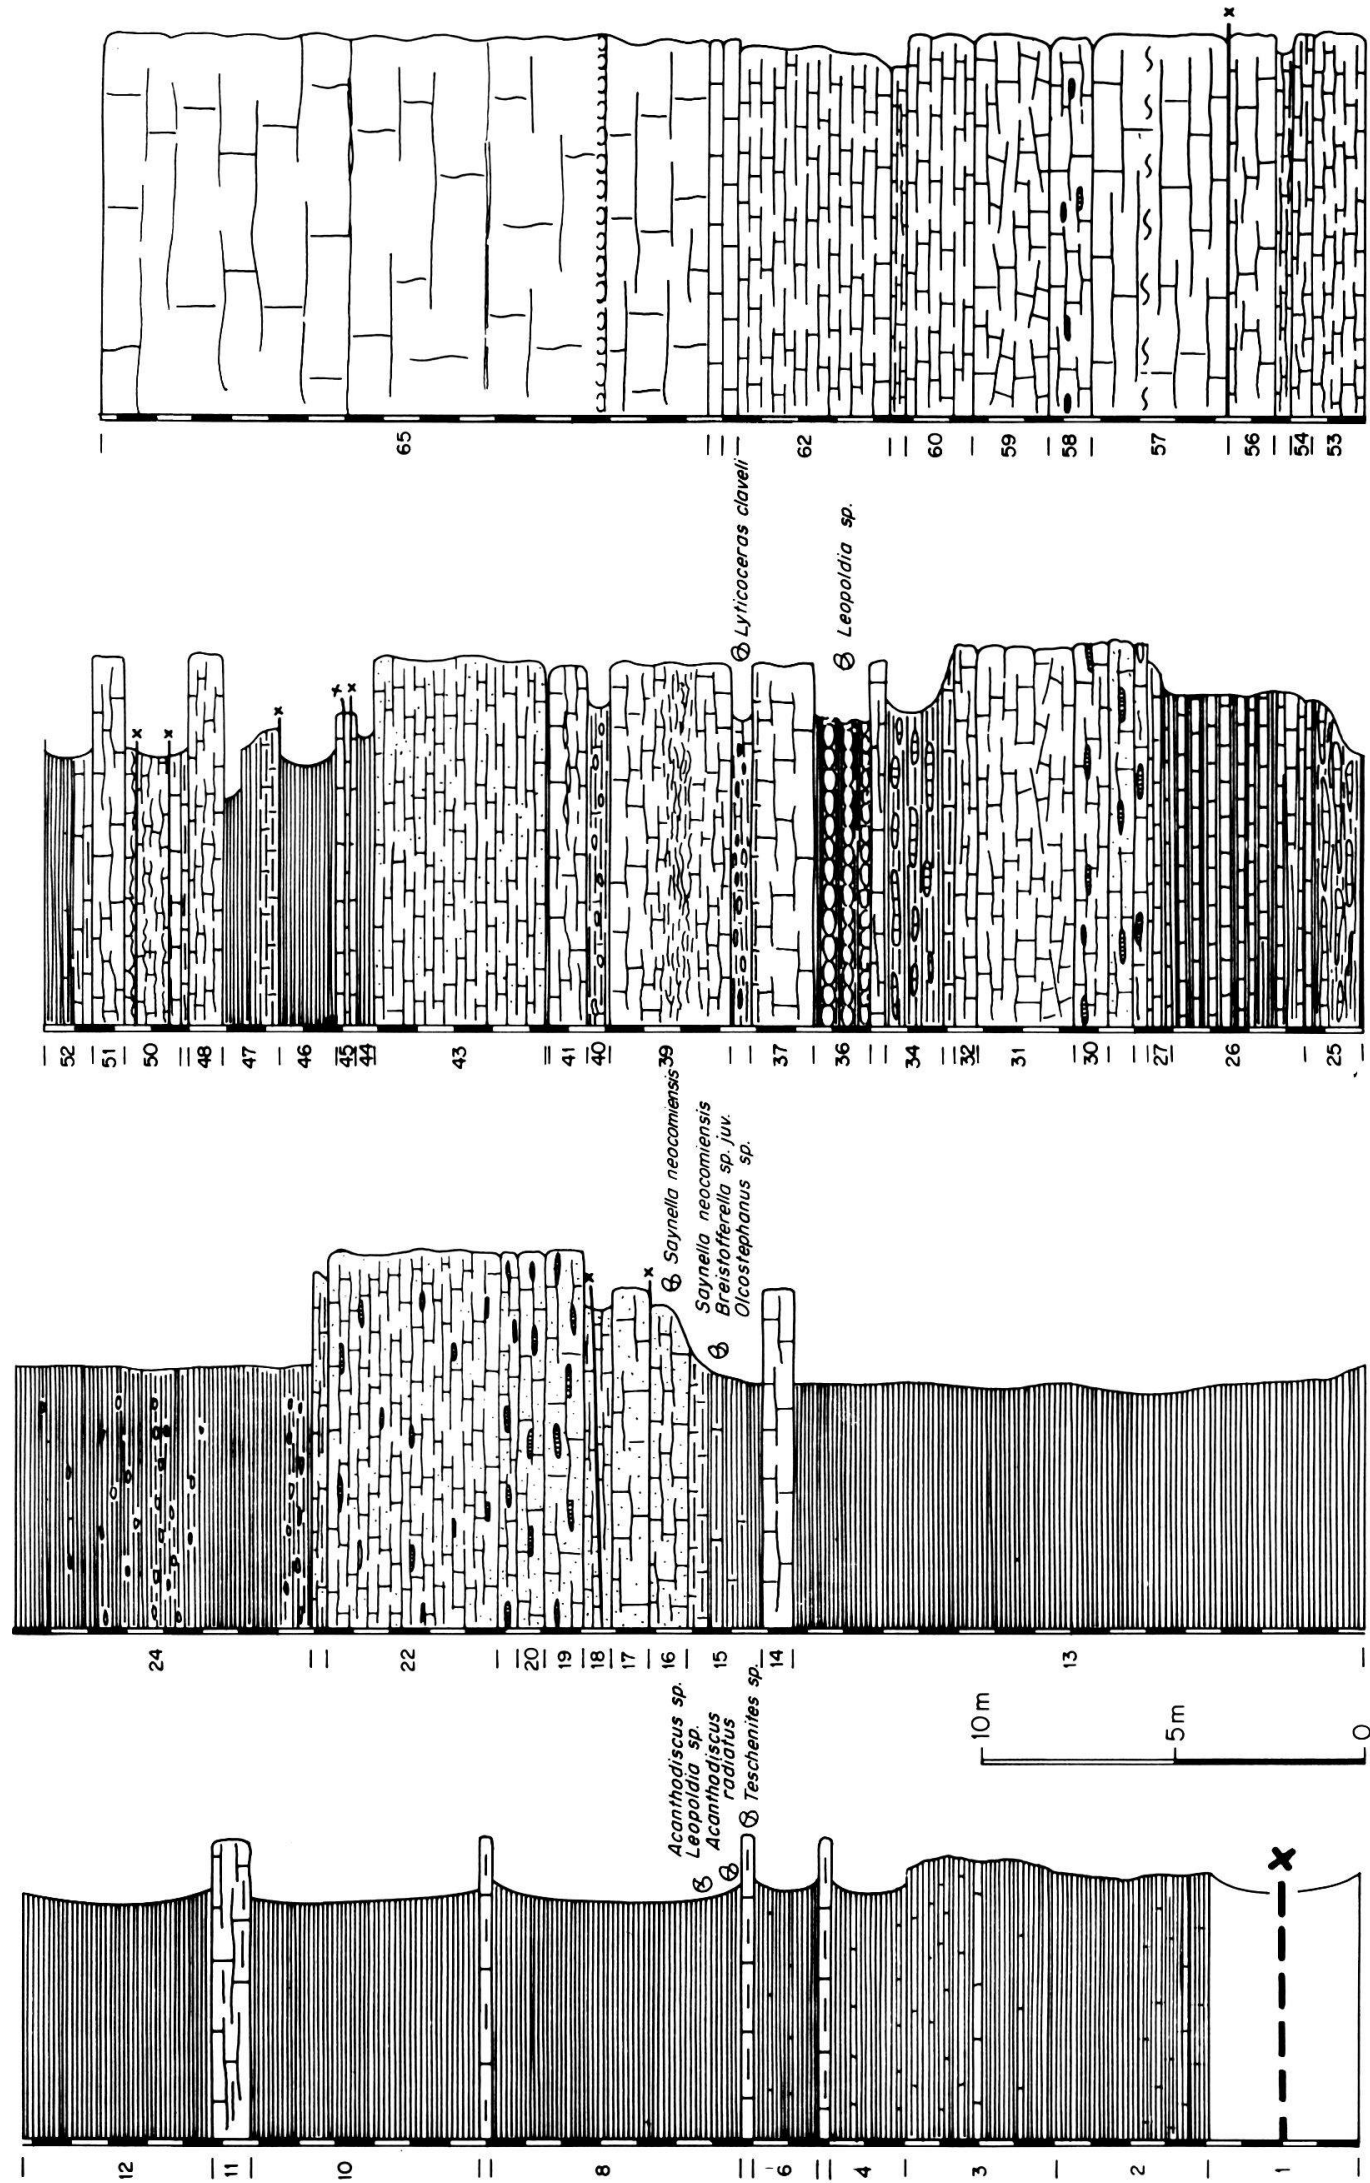 65
62
60
59
58
57
56
54
53
x
52
51
50
48
47
46
45
44
43
41
40
39
37
36
34
32
31
30
27
26
25
x
x
x
x
x
Lyticoceras claveli
Leopoldia sp.
24
22
20
19
18
17
16
15
14
13
x
x
Saynella neocomiensis
Saynella neocomiensis
Breistofferella sp. juv.
Olcostephanus sp.
12
11
10
8
6
4
3
2
1
x
Acanthodiscus sp.
Leopoldia sp.
Acanthodiscus
radiatus
Teschenites sp.
10 m
5 m
0